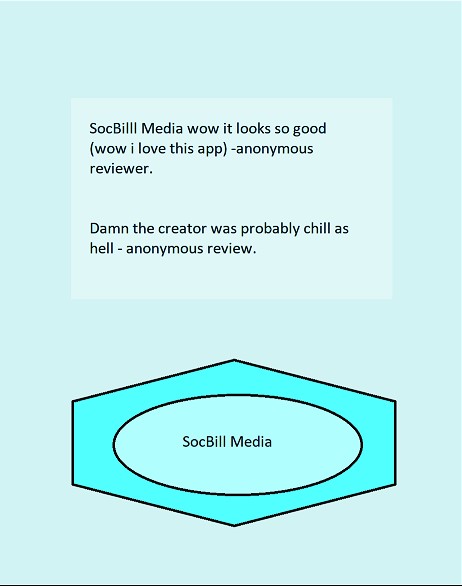 SocBilll Media wow it looks so good
(wow i love this app) -anonymous
reviewer.
Damn the creator was probably chill as
hell - anonymous review.
SocBill Media